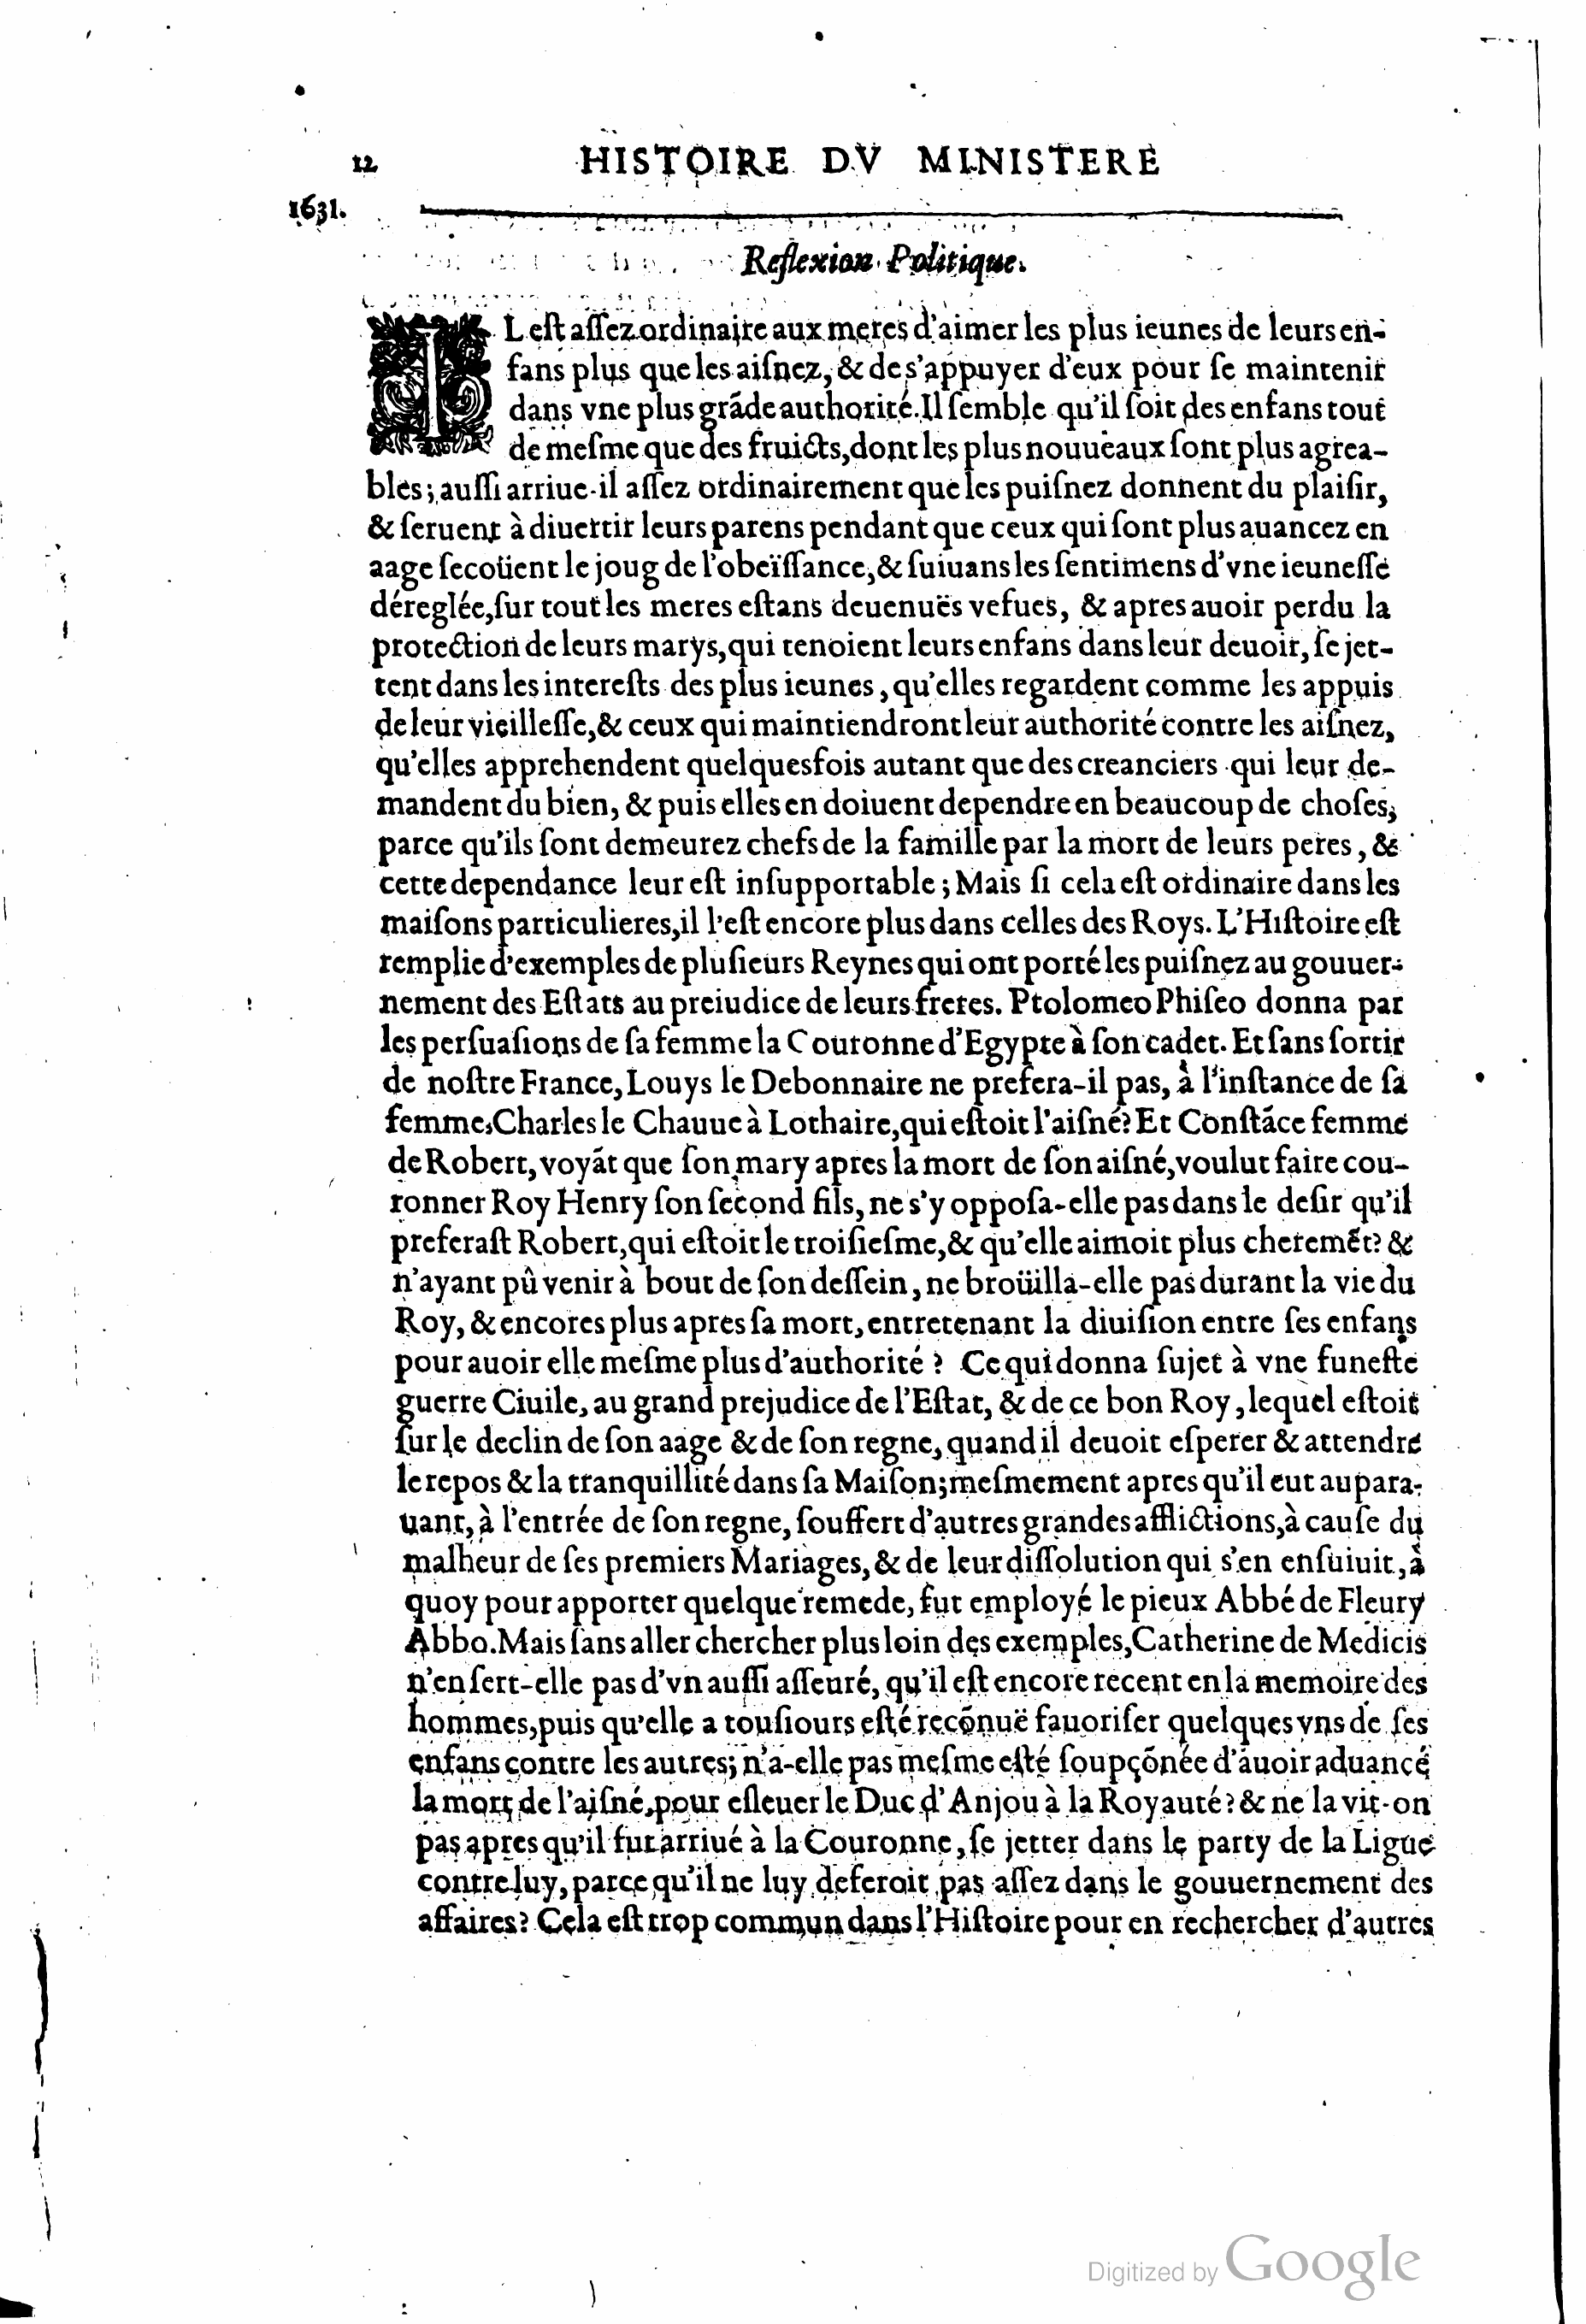 12 HISTOIRE DV MINISTERE
1631.
Reflexion Politique.
IL eſt aſſez ordinaire aux meres d'aimer les plus ieunes de leurs en-
fans plus que les aiſnez, & de s'appuyer d'eux pour ſe maintenir
dans vne plus grāde authorité. Il ſemble qu'il ſoit des enfans tout
de meſme que des fruicts, dont les plus nouueaux ſont plus agrea-
bles; auſſi arriue-il aſſez ordinairement que les puiſnez donnent du plaiſir,
& ſeruent à diuertir leurs parens pendant que ceux qui ſont plus auancez en
aage ſecoüent le joug de l'obeïſſance, & ſuiuans les ſentimens d'vne ieuneſſe
déreglée, ſur tout les meres eſtans deuenuës vefues, & apres auoir perdu la
protection de leurs marys, qui tenoient leurs enfans dans leur deuoir, ſe jet-
tent dans les intereſts des plus ieunes, qu'elles regardent comme les appuis
de leur vieilleſſe, & ceux qui maintiendront leur authorité contre les aiſnez,
qu'elles apprehendent quelquesfois autant que des creanciers qui leur de-
mandent du bien, & puis elles en doiuent dependre en beaucoup de choſes,
parce qu'ils ſont demeurez chefs de la famille par la mort de leurs peres, &
cette dependance leur eſt inſupportable; Mais ſi cela eſt ordinaire dans les
maiſons particulieres, il l'eſt encore plus dans celles des Roys. L'Hiſtoire eſt
remplie d'exemples de pluſieurs Reynes qui ont porté les puiſnez au gouuer-
nement des Eſtats au preiudice de leurs freres. Ptolomeo Phiſeo donna par
les perſuaſions de ſa femme la Couronne d'Egypte à ſon cadet. Et ſans ſortir
de noſtre France, Louys le Debonnaire ne prefera-il pas, à l'inſtance de ſa
femme, Charles le Chauue à Lothaire, qui eſtoit l'aiſné? Et Conſtāce femme
de Robert, voyāt que ſon mary apres la mort de ſon aiſné, voulut faire cou-
ronner Roy Henry ſon ſecond fils, ne s'y oppoſa-elle pas dans le deſir qu'il
preferaſt Robert, qui eſtoit le troiſieſme, & qu'elle aimoit plus cheremēt? &
n'ayant pû venir à bout de ſon deſſein, ne broüilla-elle pas durant la vie du
Roy, & encores plus apres ſa mort, entretenant la diuiſion entre ſes enfans
pour auoir elle meſme plus d'authorité? Ce qui donna ſujet à vne funeſte
guerre Ciuile, au grand prejudice de l'Eſtat, & de ce bon Roy, lequel eſtoit
ſur le declin de ſon aage & de ſon regne, quand il deuoit eſperer & attendre
le repos & la tranquillité dans ſa Maiſon; meſmement apres qu'il eut aupara-
uant, à l'entrée de ſon regne, ſouffert d'autres grandes afflictions, à cauſe du
malheur de ſes premiers Mariages, & de leur diſſolution qui s'en enſuiuit, à
quoy pour apporter quelque remede, fut employé le pieux Abbé de Fleury
Abbo. Mais ſans aller chercher plus loin des exemples, Catherine de Medicis
n'en ſert-elle pas d'vn auſſi aſſeuré, qu'il eſt encore recent en la memoire des
hommes, puis qu'elle a touſiours eſté recōnuë fauoriſer quelques vns de ſes
enfans contre les autres; n'a-elle pas meſme eſté ſoupçōnée d'auoir aduancé
la mort de l'aiſné, pour eſleuer le Duc d'Anjou à la Royauté? & ne la vit-on
pas apres qu'il fut arriué à la Couronne, ſe jetter dans le party de la Ligue
contre luy, parce qu'il ne luy deferoit pas aſſez dans le gouuernement des
affaires? Cela eſt trop commun dans l'Hiſtoire pour en rechercher d'autres
Digitized by Google